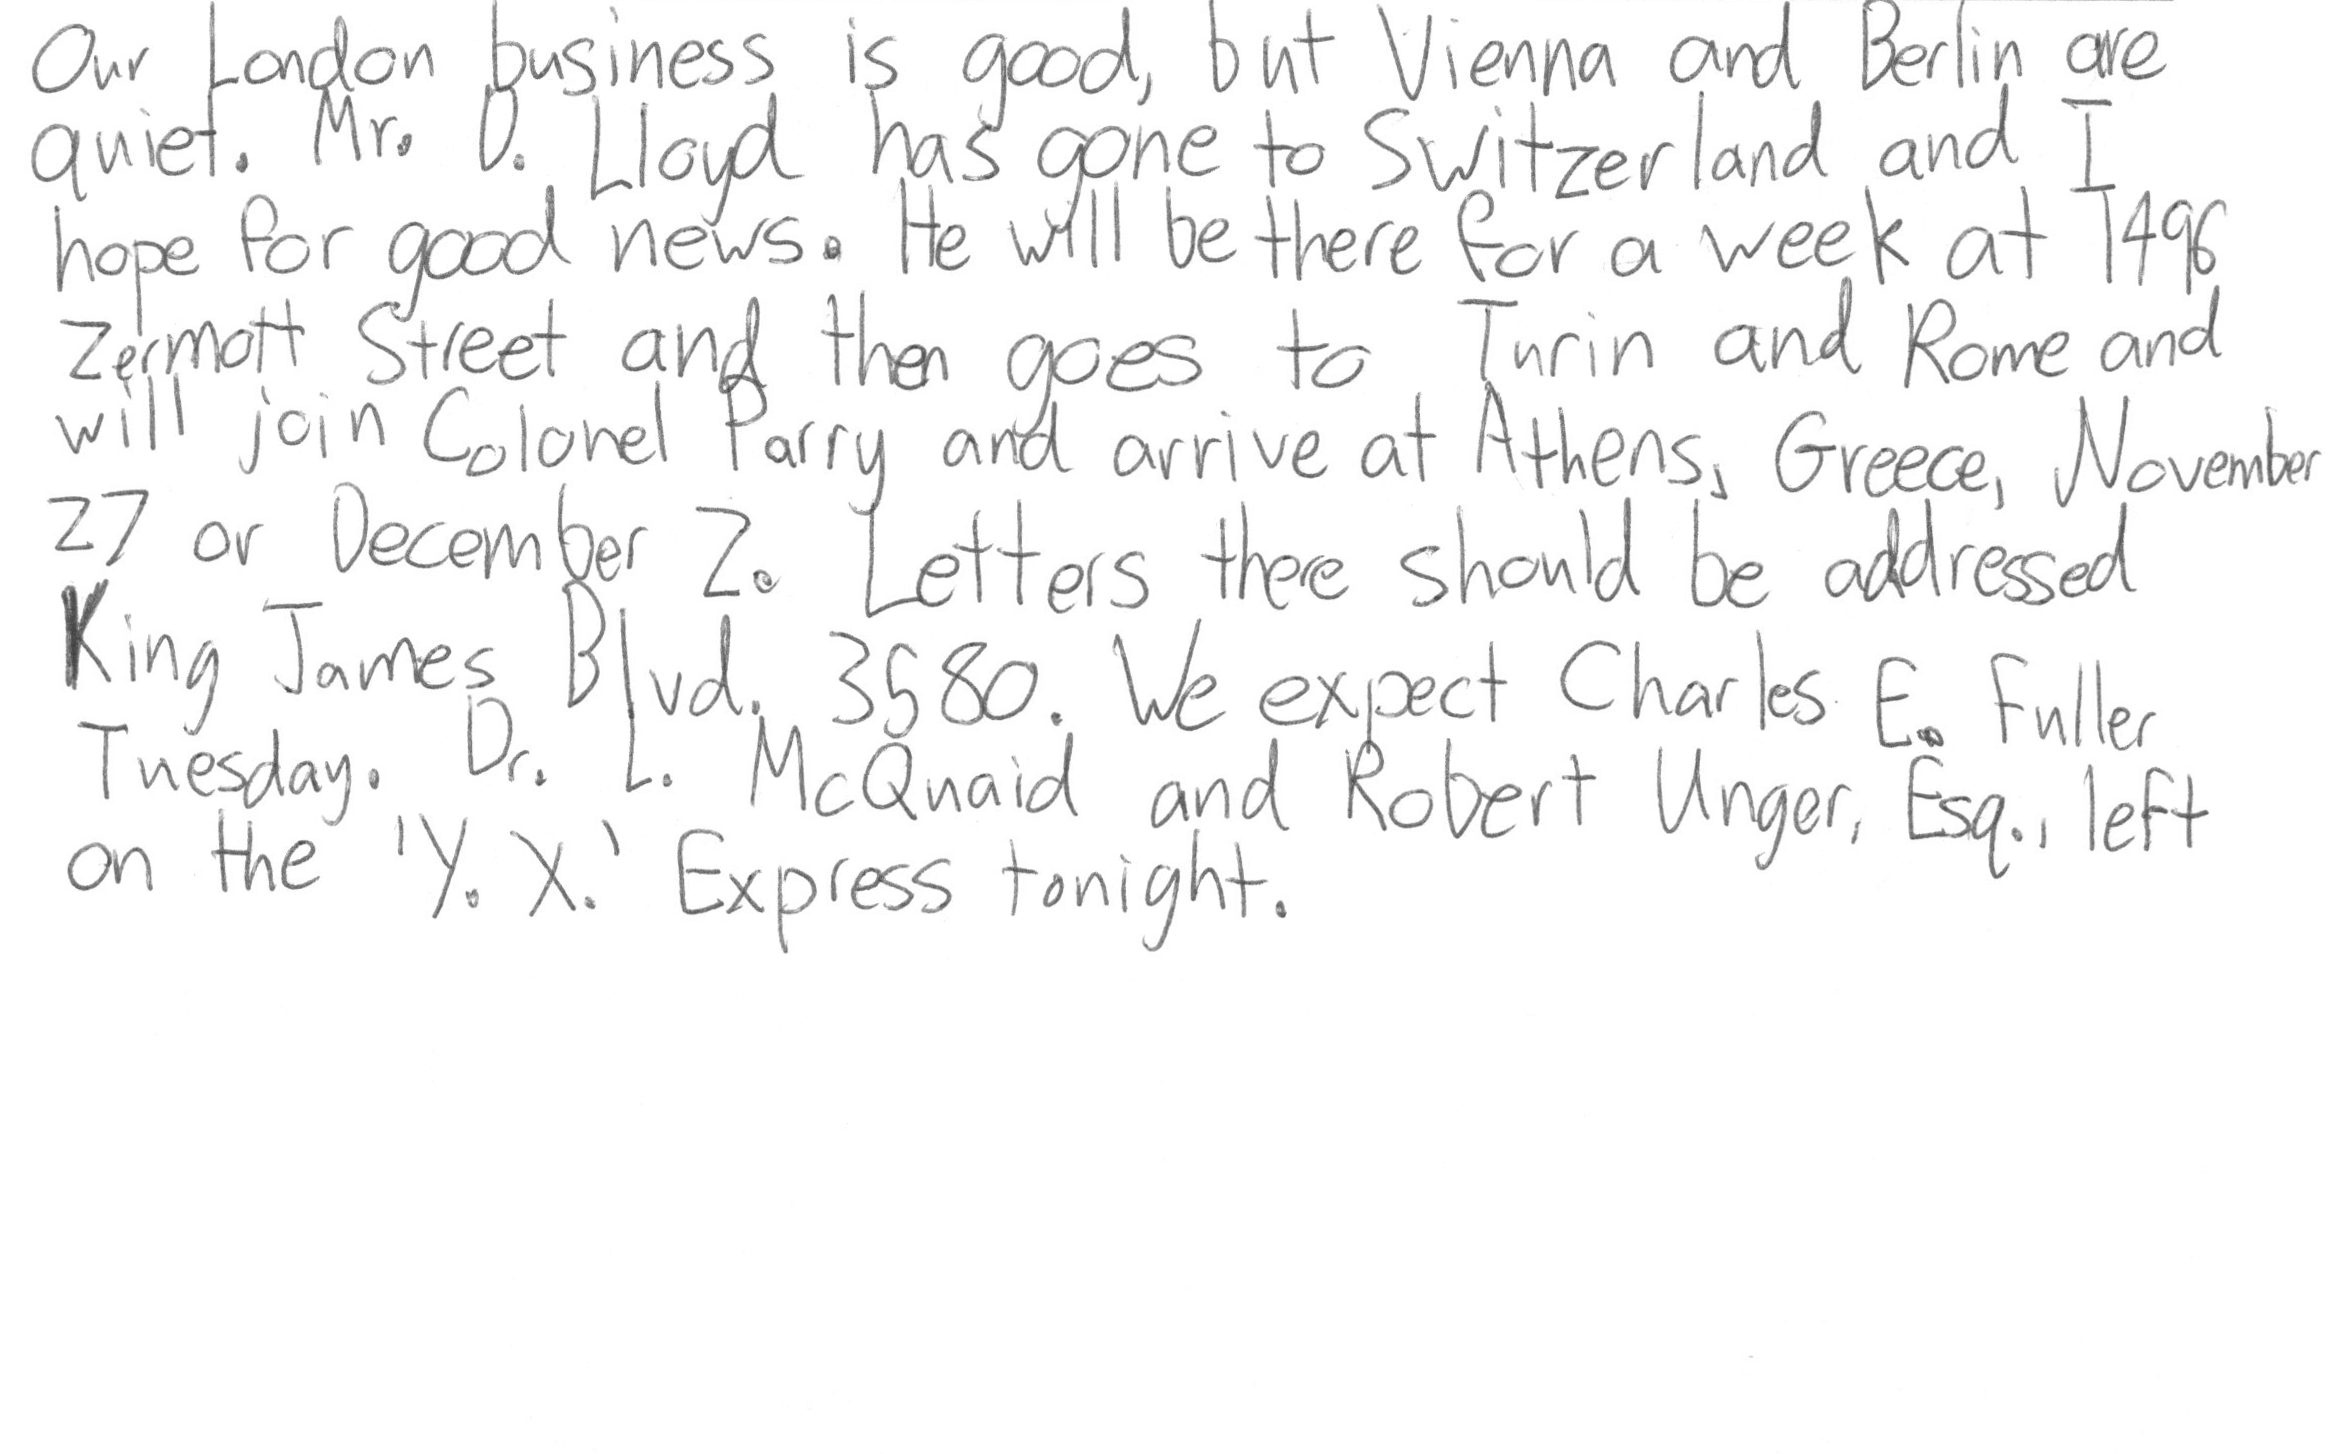 Our London business is good, but Vienna and Berlin are
quiet. Mr. D. Lloyd has gone to Switzerland and I
hope for good news. He will be there for a week at 1496
Zermott Street and then goes to Turin and Rome and
will join Colonel Parry and arrive at Athens, Greece, November
27 or December 2. Letters there should be addressed
King James Blvd. 3580. We expect Charles E. Fuller
Tuesday. Dr. L. McQuaid and Robert Unger, Esq., left
on the 'Y. X.' Express tonight.